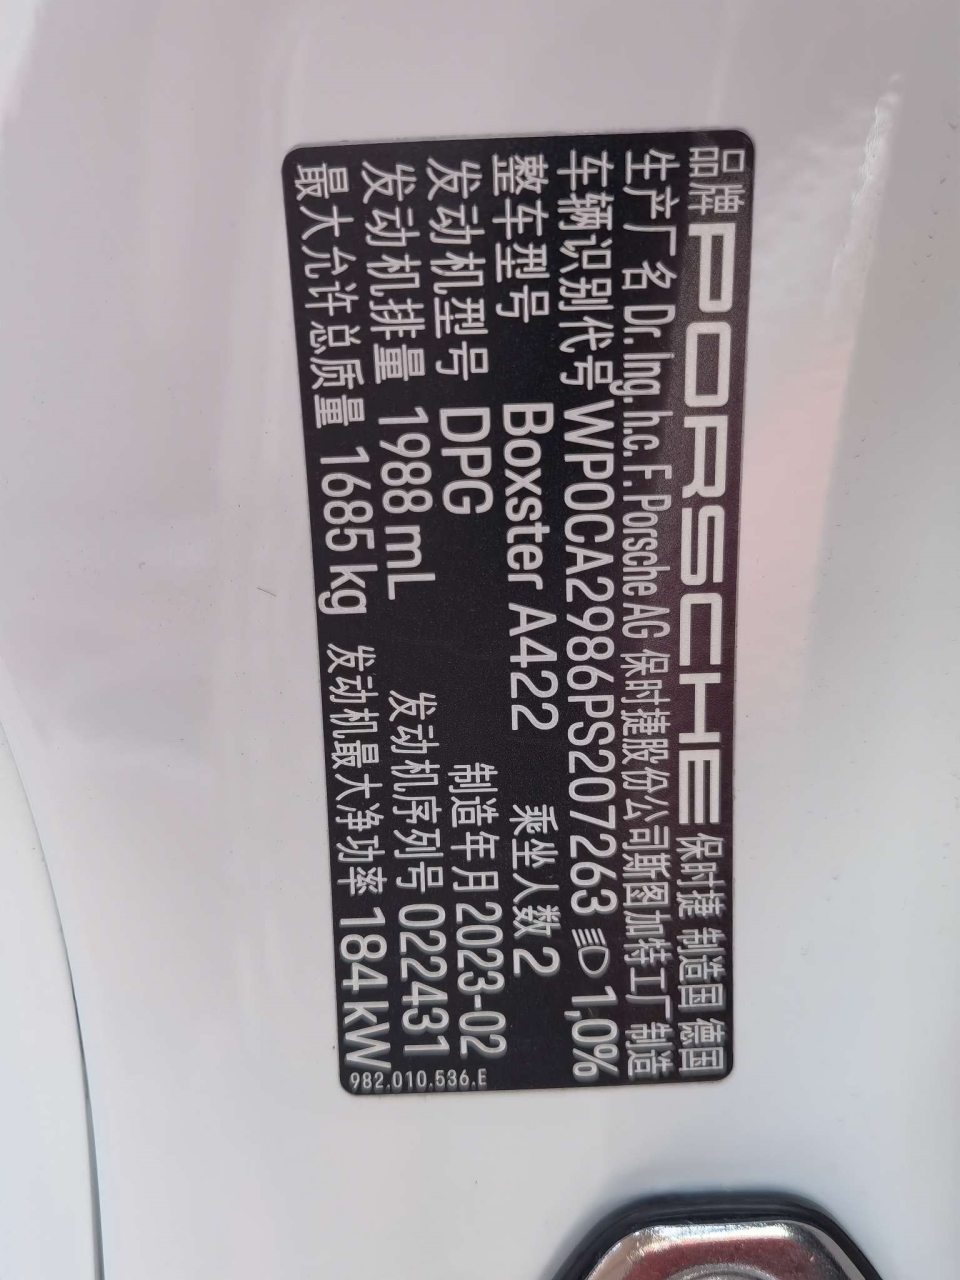 品牌 PORSCHE 保时捷 制造国 德国
生产厂名 Dr. Ing. h.c. F. Porsche AG 保时捷股份公司斯图加特工厂制造
车辆识别代号 WP0CA2986PS207263 1,0%
整车型号 Boxster A422 乘坐人数 2
发动机型号 DPG 制造年月 2023-02
发动机排量 1988 mL 发动机序列号 022431
最大允许总质量 1685 kg 发动机最大净功率 184 kW
982.010.536.E